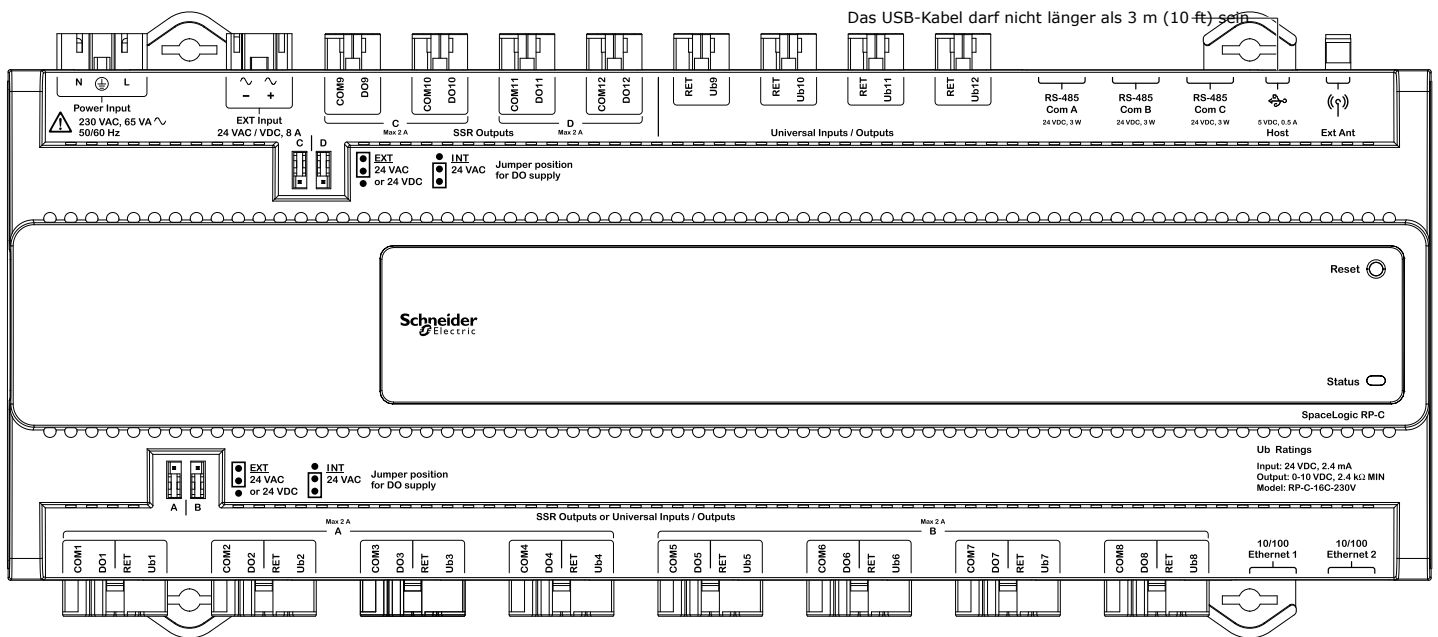 Das USB-Kabel darf nicht länger als 3 m (10 ft) sein
N L
Power Input
230 VAC, 65 VA
50/60 Hz
− +
EXT Input
24 VAC / VDC, 8 A
COM9 DO9 COM10 DO10 COM11 DO11 COM12 DO12
C D
Max 2 A SSR Outputs Max 2 A
RET Ub9 RET Ub10 RET Ub11 RET Ub12
Universal Inputs / Outputs
RS-485
Com A
24 VDC, 3 W
RS-485
Com B
24 VDC, 3 W
RS-485
Com C
24 VDC, 3 W
5 VDC, 0.5 A
Host
Ext Ant
C D
EXT
24 VAC
or 24 VDC
INT
24 VAC
Jumper position
for DO supply
Reset
Schneider
Electric
Status
SpaceLogic RP-C
Ub Ratings
Input: 24 VDC, 2.4 mA
Output: 0-10 VDC, 2.4 kΩ MIN
Model: RP-C-16C-230V
EXT
24 VAC
or 24 VDC
INT
24 VAC
Jumper position
for DO supply
A B
SSR Outputs or Universal Inputs / Outputs
Max 2 A Max 2 A
A B
COM1 DO1 RET Ub1 COM2 DO2 RET Ub2 COM3 DO3 RET Ub3 COM4 DO4 RET Ub4 COM5 DO5 RET Ub5 COM6 DO6 RET Ub6 COM7 DO7 RET Ub7 COM8 DO8 RET Ub8
10/100
Ethernet 1
10/100
Ethernet 2